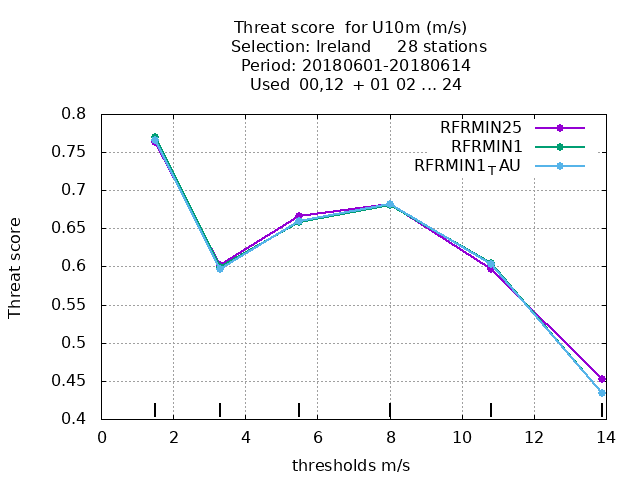 Threat score  for U10m (m/s)
Selection: Ireland     28 stations
Period: 20180601-20180614
Used  00,12  + 01 02 ... 24
RFRMIN25
RFRMIN1
RFRMIN1TAU
Threat score
0.8
0.75
0.7
0.65
0.6
0.55
0.5
0.45
0.4
0 2 4 6 8 10 12 14
thresholds m/s